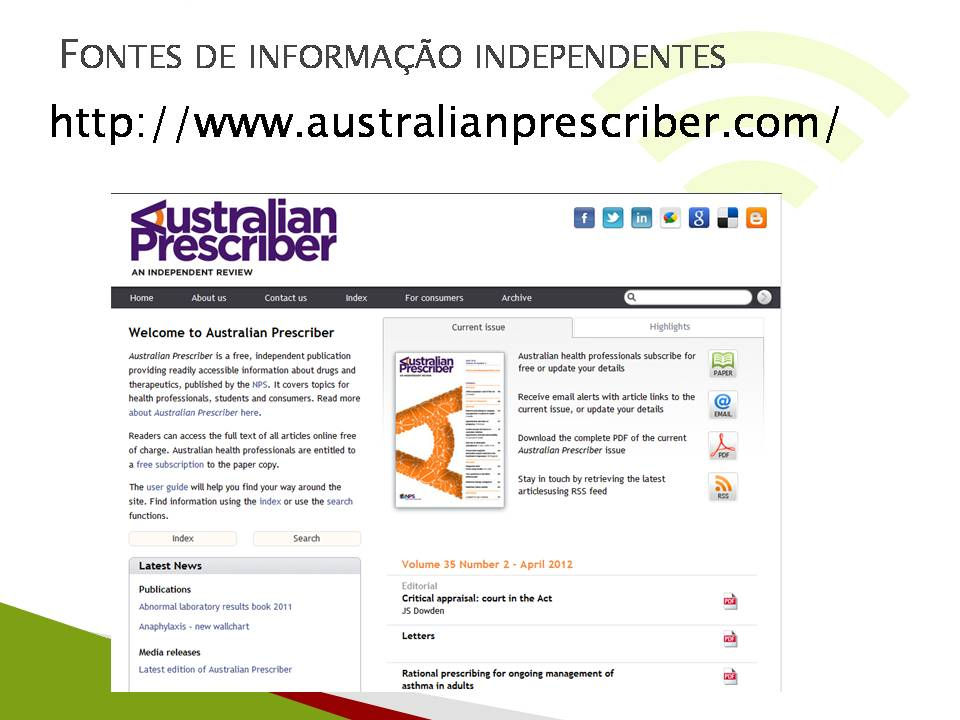 FONTES DE INFORMAÇÃO INDEPENDENTES
http://www.australianprescriber.com/
Australian
Prescriber
AN INDEPENDENT REVIEW
Home About us Contact us Index For consumers Archive
Welcome to Australian Prescriber
Australian Prescriber is a free, independent publication
providing readily accessible information about drugs and
therapeutics, published by the NPS. It covers topics for
health professionals, students and consumers. Read more
about Australian Prescriber here.
Readers can access the full text of all articles online free
of charge. Australian health professionals are entitled to
a free subscription to the paper copy.
The user guide will help you find your way around the
site. Find information using the index or use the search
functions.
Index Search
Latest News
Publications
Abnormal laboratory results book 2011
Anaphylaxis - new wallchart
Media releases
Latest edition of Australian Prescriber
Current issue Highlights
Australian
Prescriber
NPS
Australian health professionals subscribe for
free or update your details
PAPER
Receive email alerts with article links to the
current issue, or update your details
EMAIL
Download the complete PDF of the current
Australian Prescriber issue
PDF
Stay in touch by retrieving the latest
articlesusing RSS feed
RSS
Volume 35 Number 2 - April 2012
Editorial
Critical appraisal: court in the Act
JS Dowden
PDF
Letters
PDF
Rational prescribing for ongoing management of
asthma in adults
PDF